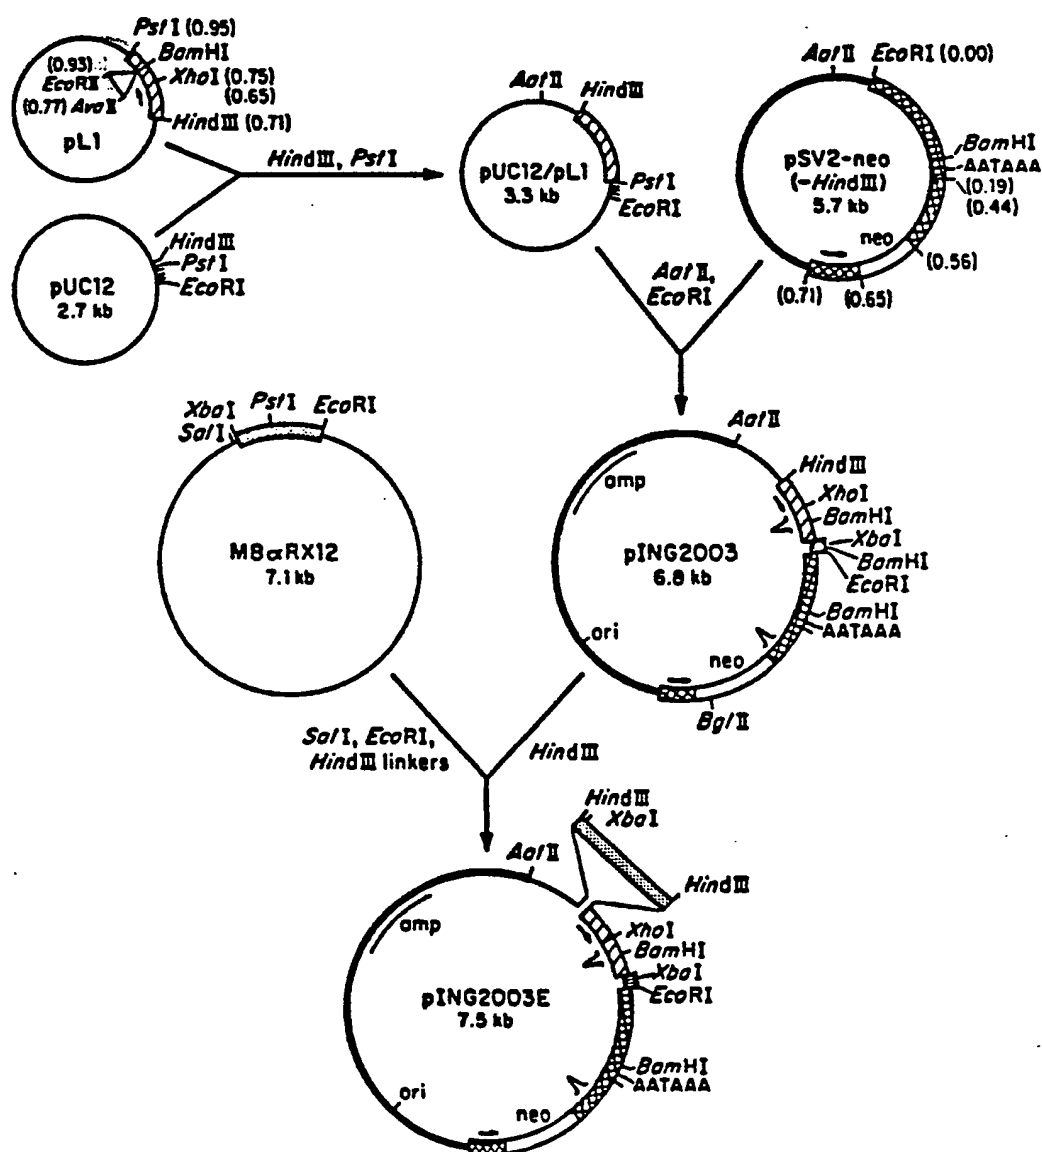 PstI (0.95)
BamHI
(0.93)
EcoRII
XhoI (0.75)
(0.65)
(0.77) AvaII
HindIII (0.71)
pL1
HindIII, PstI
HindIII
PstI
EcoRI
pUC12
2.7 kb
AatII
HindIII
pUC12/pL1
3.3 kb
PstI
EcoRI
AatII
EcoRI (0.00)
BamHI
AATAAA
(0.19)
(0.44)
pSV2-neo
(-HindIII)
5.7 kb
neo
(0.56)
(0.71)
(0.65)
AatII,
EcoRI
XbaI
PstI
EcoRI
SalI
M8αRX12
7.1 kb
AatII
HindIII
amp
XhoI
BamHI
XbaI
pING2003
6.8 kb
BamHI
EcoRI
BamHI
AATAAA
ori
neo
BglII
SalI, EcoRI,
HindIII linkers
HindIII
HindIII
XbaI
AatII
HindIII
amp
XhoI
BamHI
XbaI
EcoRI
pING2003E
7.5 kb
BamHI
AATAAA
ori
neo